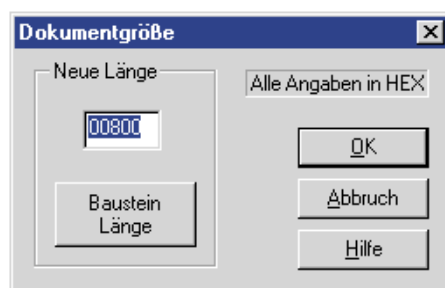 Dokumentgröße
Neue Länge
00800
Baustein
Länge
Alle Angaben in HEX
OK
Abbruch
Hilfe